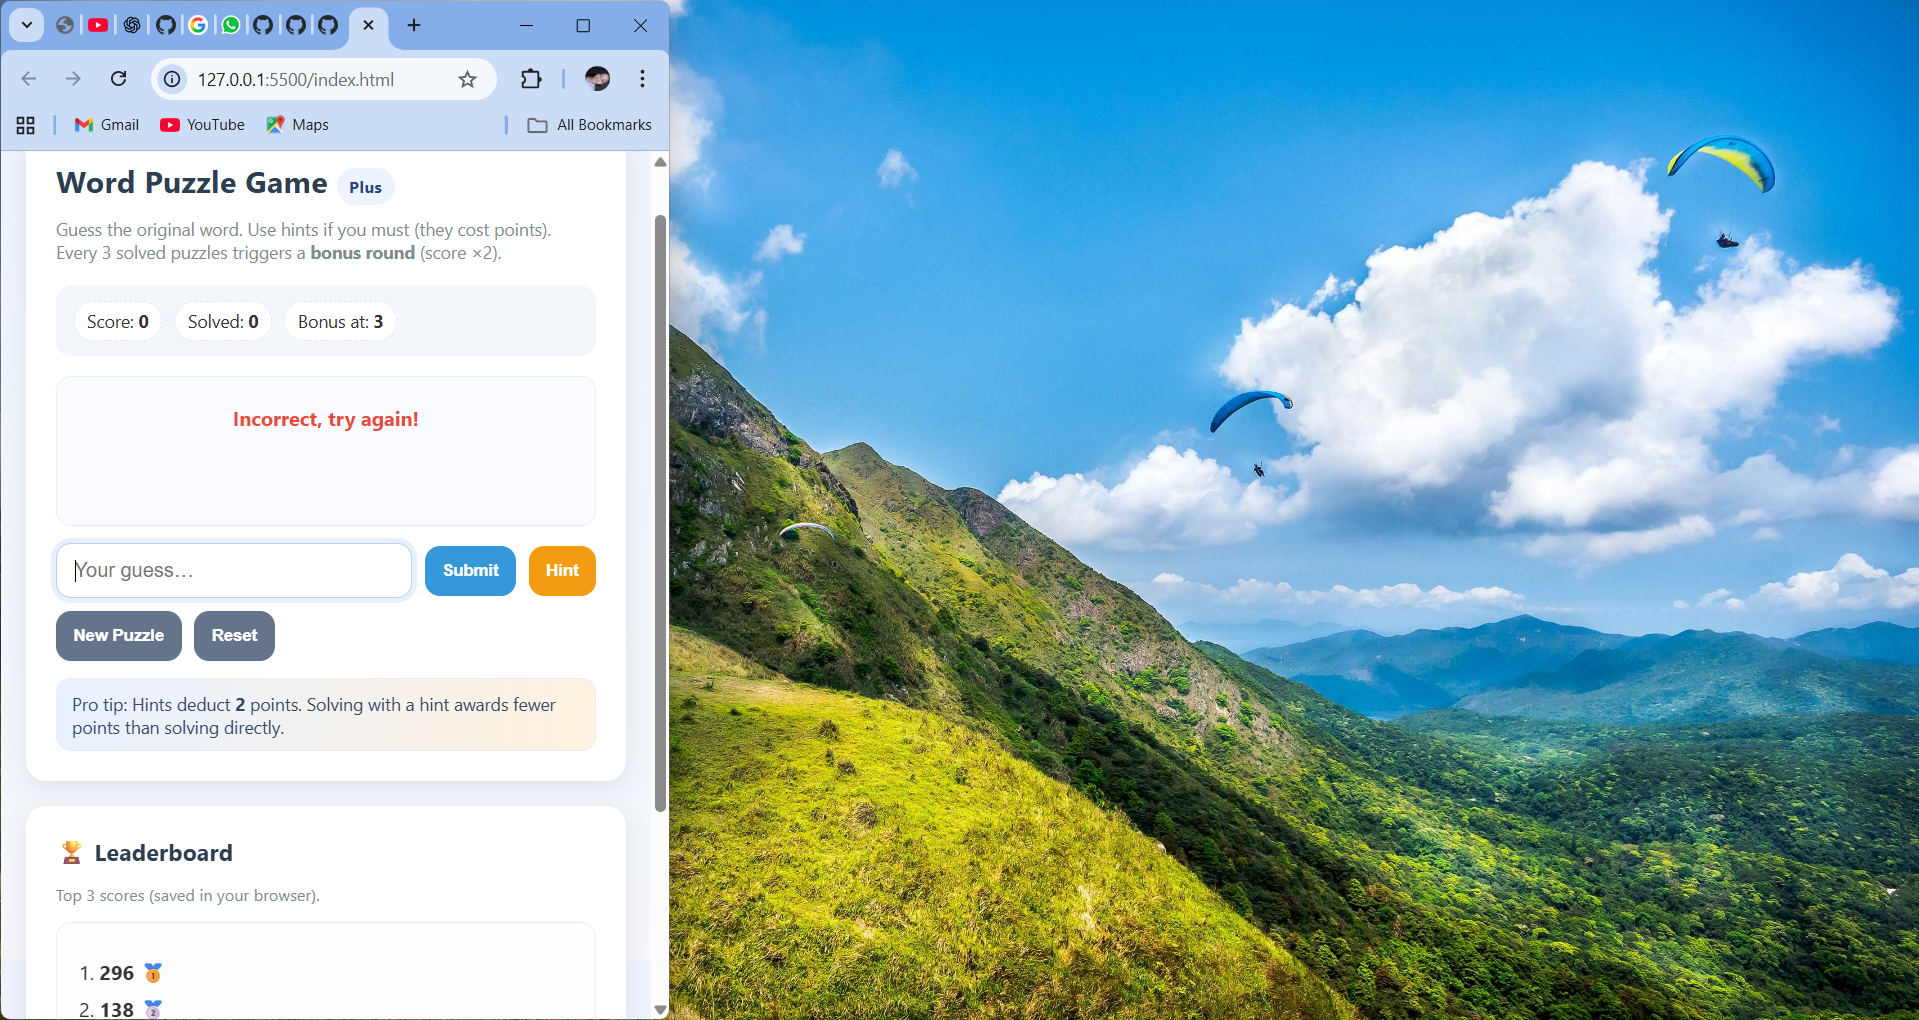 127.0.0.1:5500/index.html
Gmail
YouTube
Maps
All Bookmarks
Word Puzzle Game Plus
Guess the original word. Use hints if you must (they cost points).
Every 3 solved puzzles triggers a bonus round (score ×2).
Score: 0
Solved: 0
Bonus at: 3
Incorrect, try again!
Your guess...
Submit
Hint
New Puzzle
Reset
Pro tip: Hints deduct 2 points. Solving with a hint awards fewer
points than solving directly.
Leaderboard
Top 3 scores (saved in your browser).
1. 296
2. 138